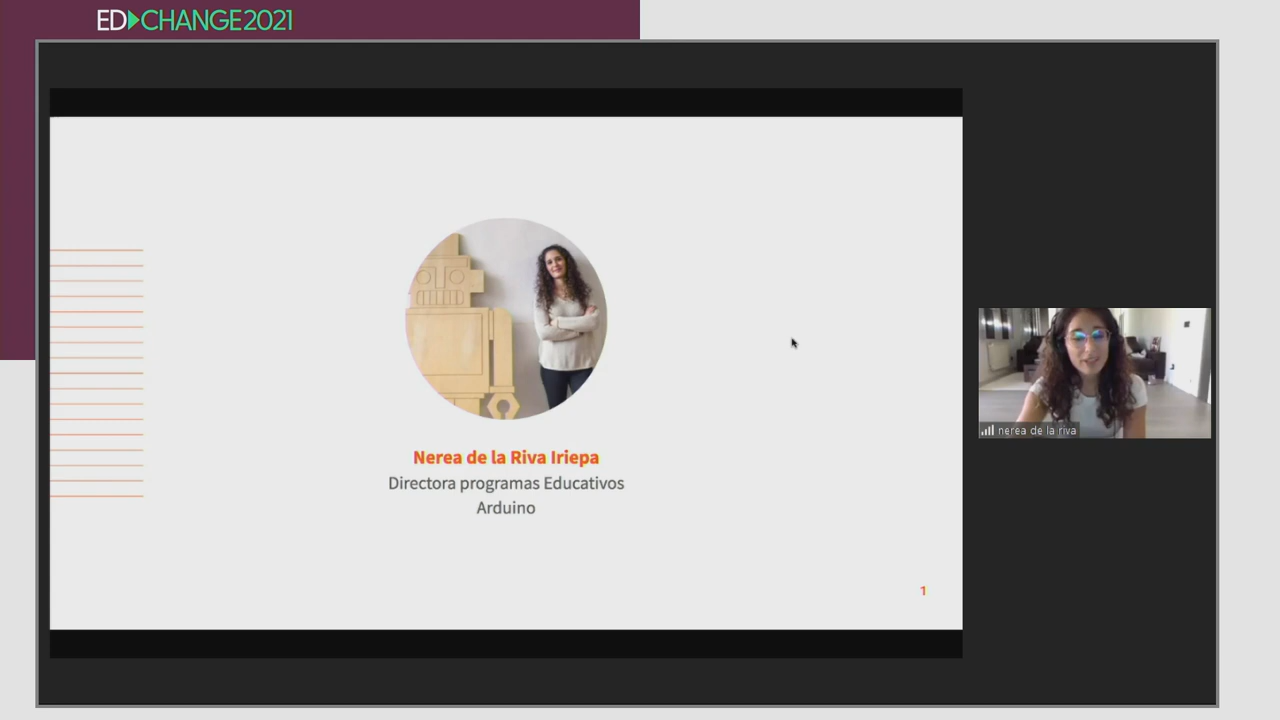 ED CHANGE2021
Nerea de la Riva Iriepa
Directora programas Educativos
Arduino
1
nerea de la riva